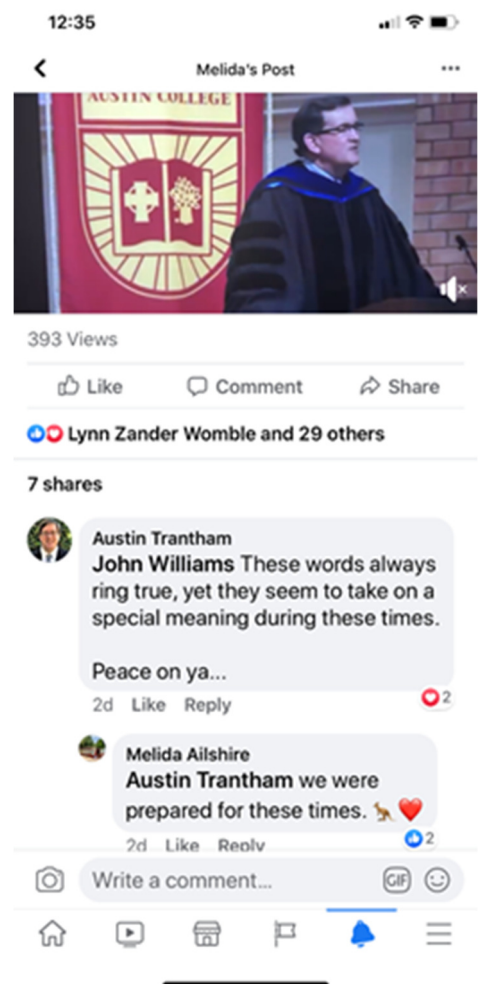 12:35
Melida's Post
AUSTIN COLLEGE
393 Views
Like Comment Share
Lynn Zander Womble and 29 others
7 shares
Austin Trantham
John Williams These words always
ring true, yet they seem to take on a
special meaning during these times.
Peace on ya...
2d Like Reply
2
Melida Ailshire
Austin Trantham we were
prepared for these times. 🦘❤️
2d Like Reply
2
Write a comment...
GIF